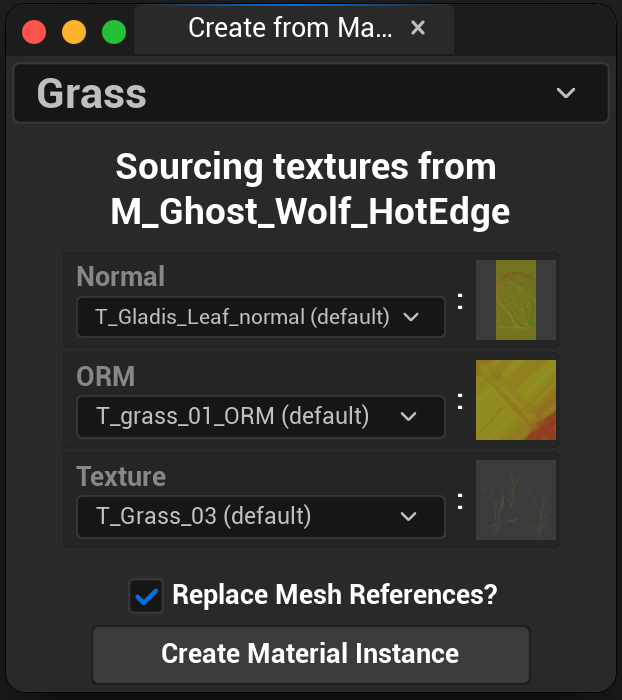 Create from Ma...
Grass
Sourcing textures from
M_Ghost_Wolf_HotEdge
Normal
T_Gladis_Leaf_normal (default)
:
ORM
T_grass_01_ORM (default)
:
Texture
T_Grass_03 (default)
:
Replace Mesh References?
Create Material Instance